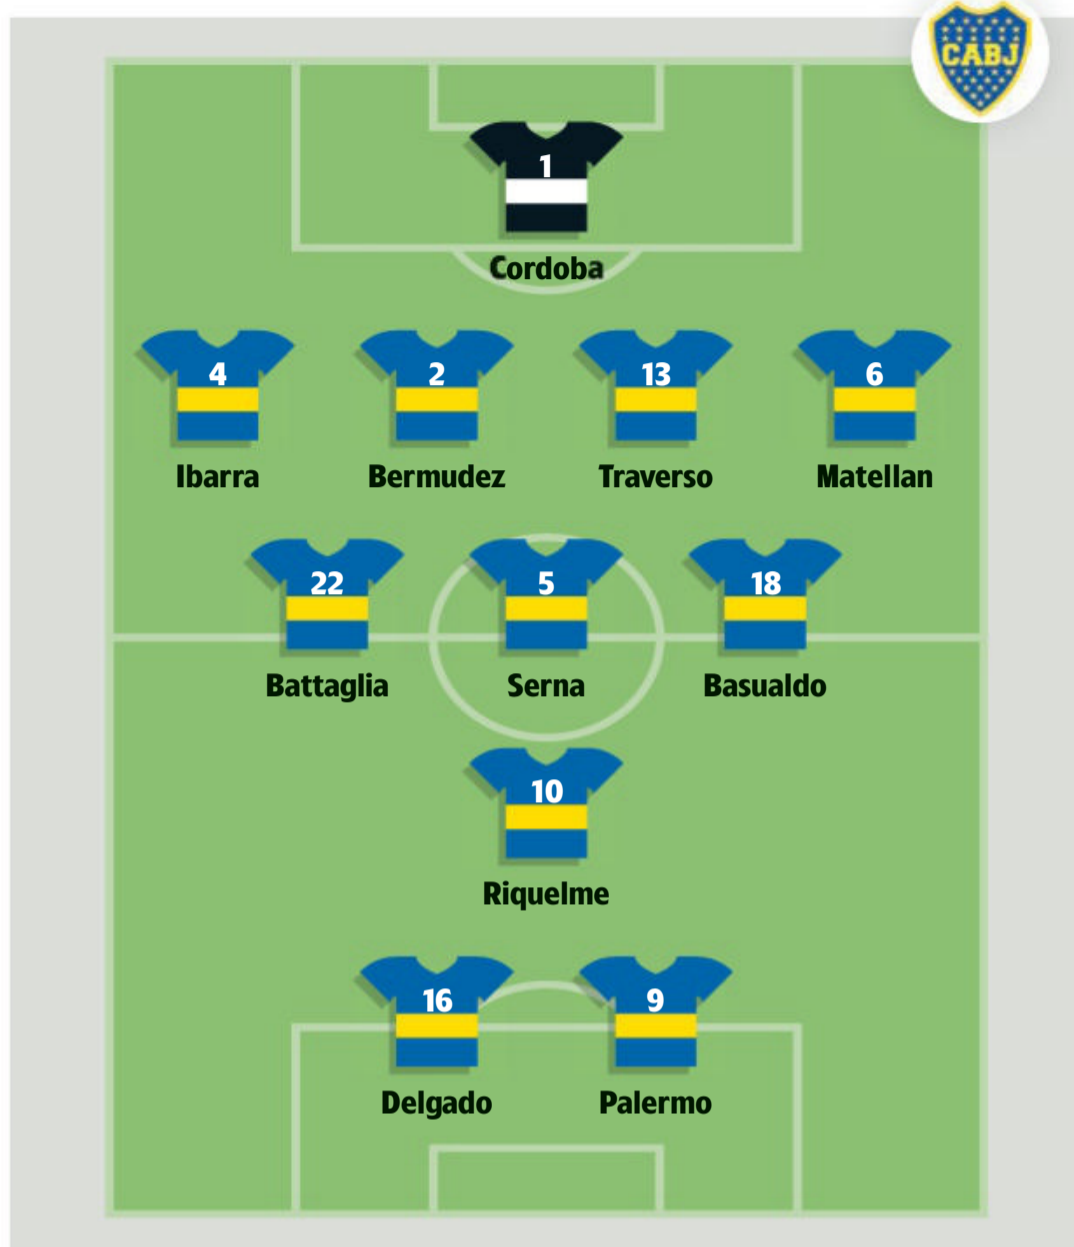 CABJ
1
Cordoba
4 2 13 6
Ibarra Bermudez Traverso Matellan
22 5 18
Battaglia Serna Basualdo
10
Riquelme
16 9
Delgado Palermo